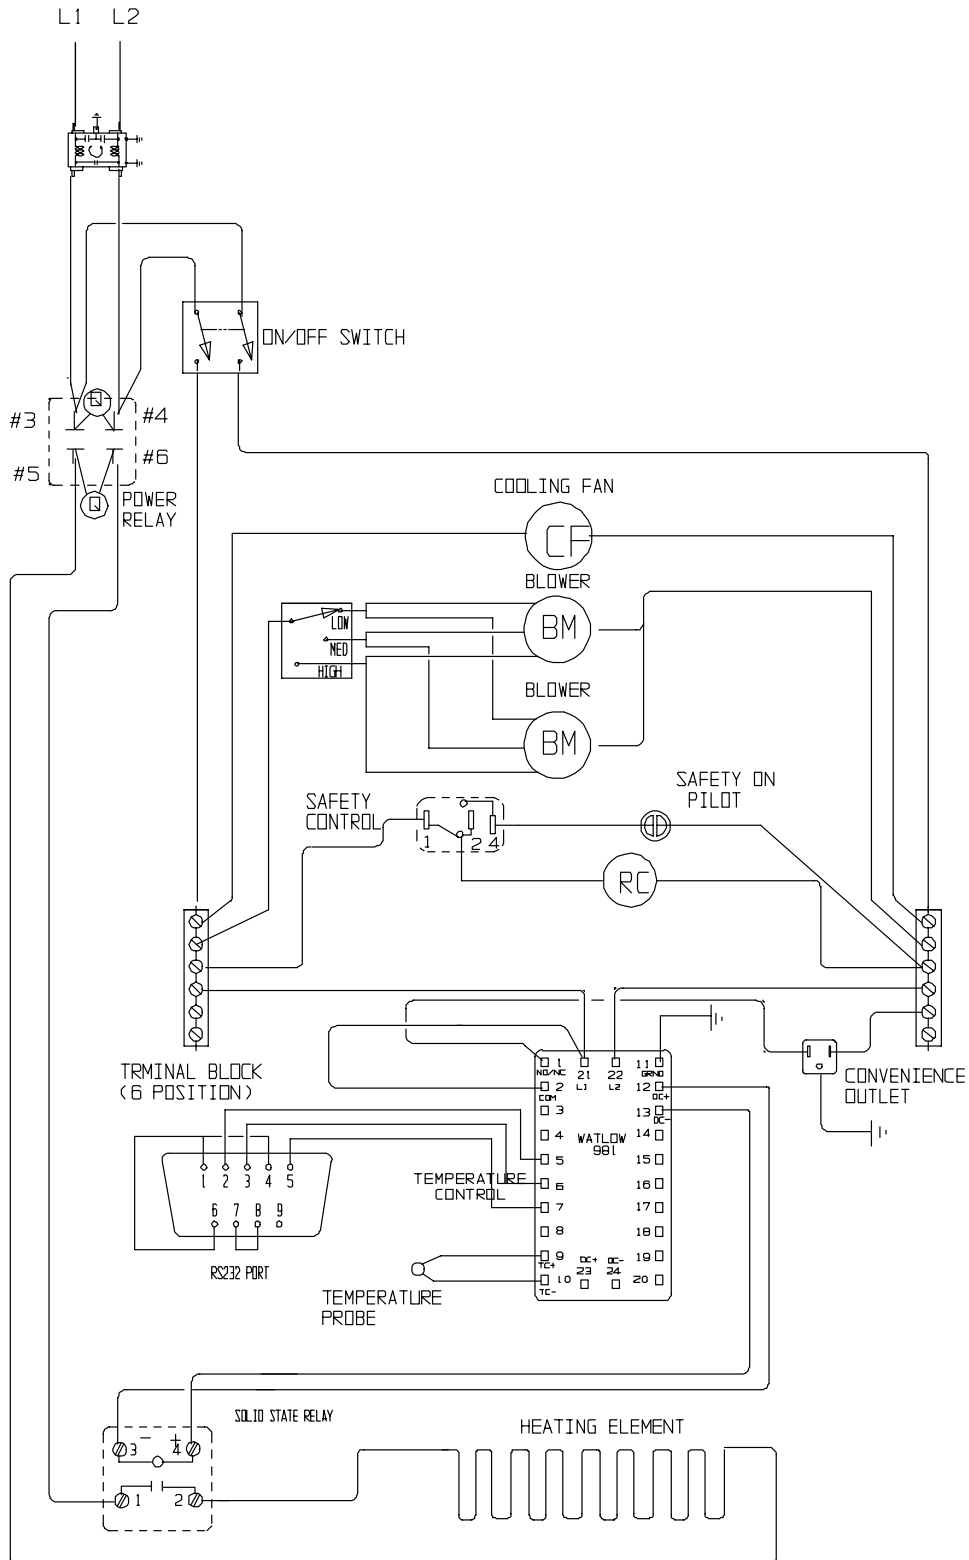 L1 L2
ON/OFF SWITCH
#3 #4
#5 #6
POWER
RELAY
COOLING FAN
CF
BLOWER
BM
LOW
MED
HIGH
BLOWER
BM
SAFETY
CONTROL
1 2 4
SAFETY ON
PILOT
RC
TRMINAL BLOCK
(6 POSITION)
CONVENIENCE
OUTLET
1 21 22 11
NO/NC L1 L2 GRND
2 12
COM DC+
3 13
DC-
4 14
WATLOW
981
5 15
6 16
7 17
8 18
9 19
TC+ DC+ DC-
23 24
10 20
TC-
TEMPERATURE
CONTROL
1 2 3 4 5
6 7 8 9
RS232 PORT
TEMPERATURE
PROBE
SOLID STATE RELAY
- +
3 4
1 2
HEATING ELEMENT